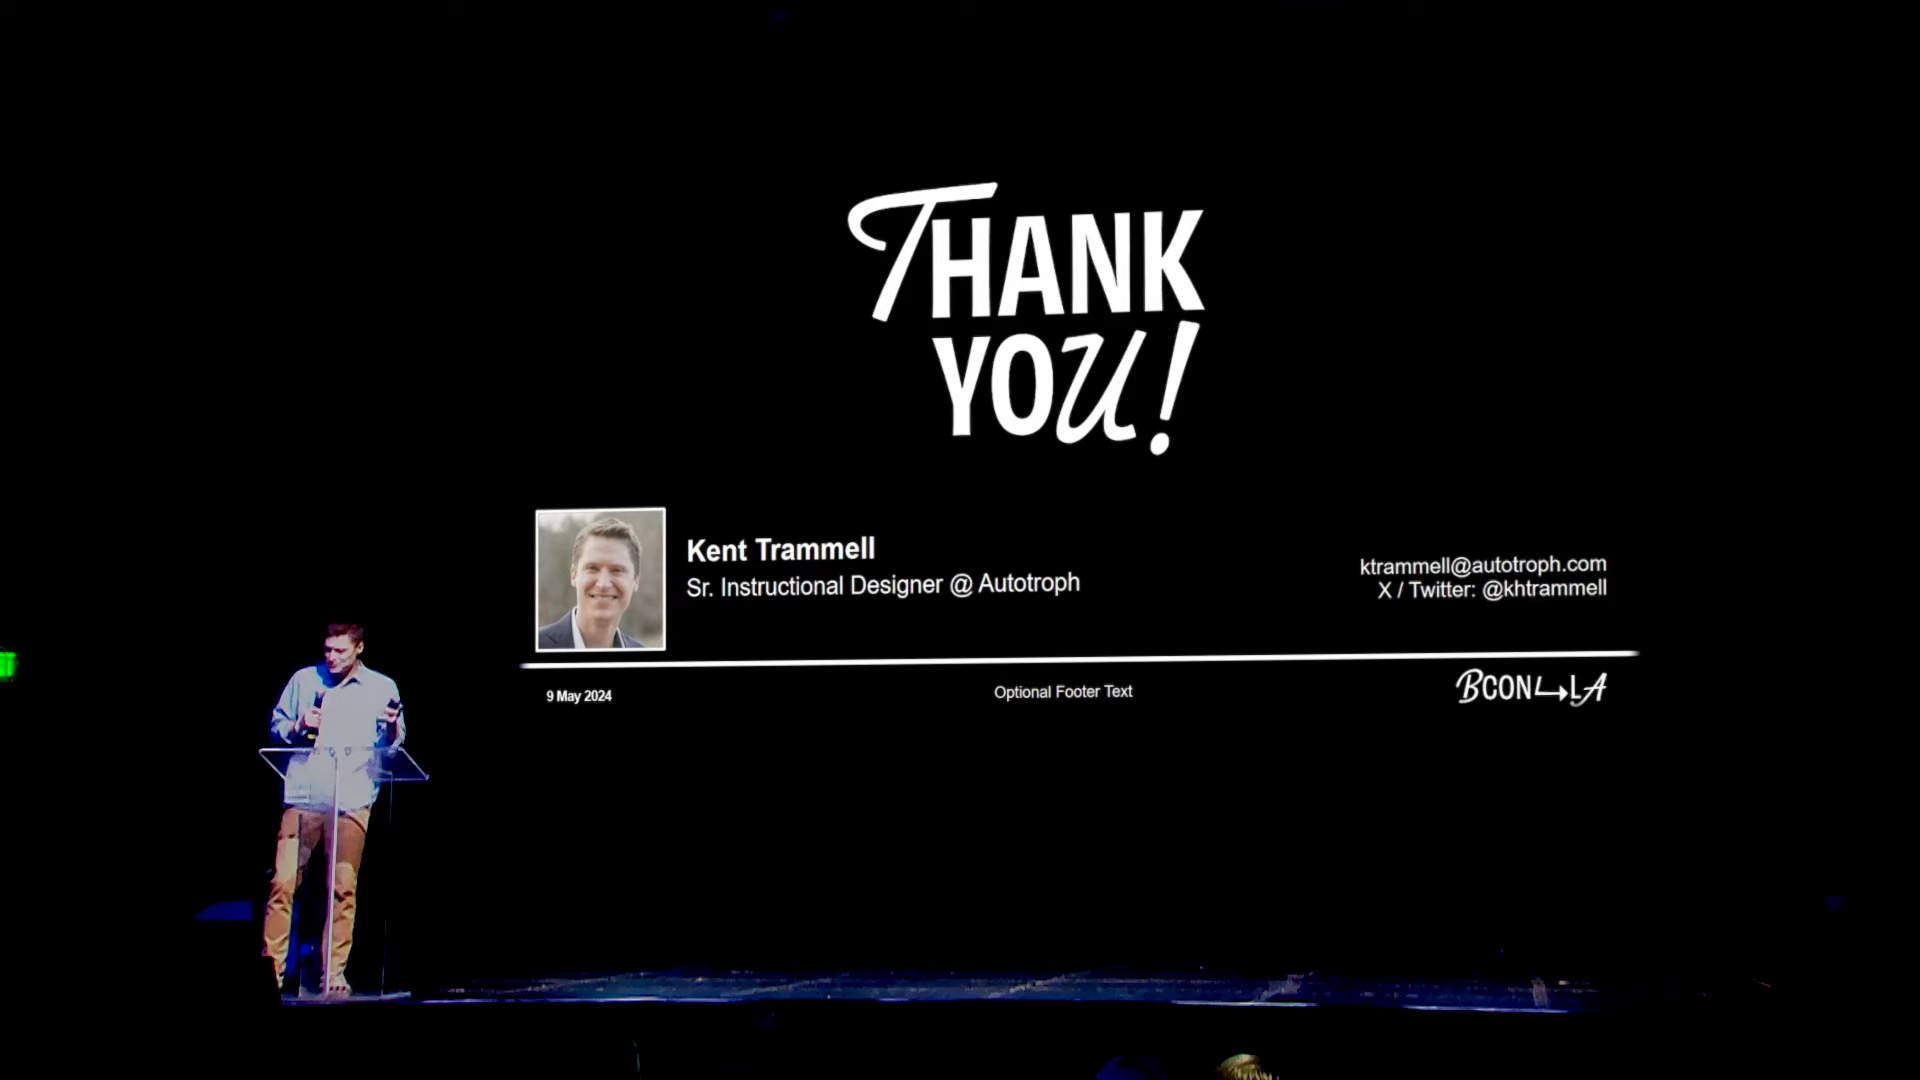 THANK
YOU!
Kent Trammell
Sr. Instructional Designer @ Autotroph
ktrammell@autotroph.com
X / Twitter: @khtrammell
9 May 2024
Optional Footer Text
BCON LA